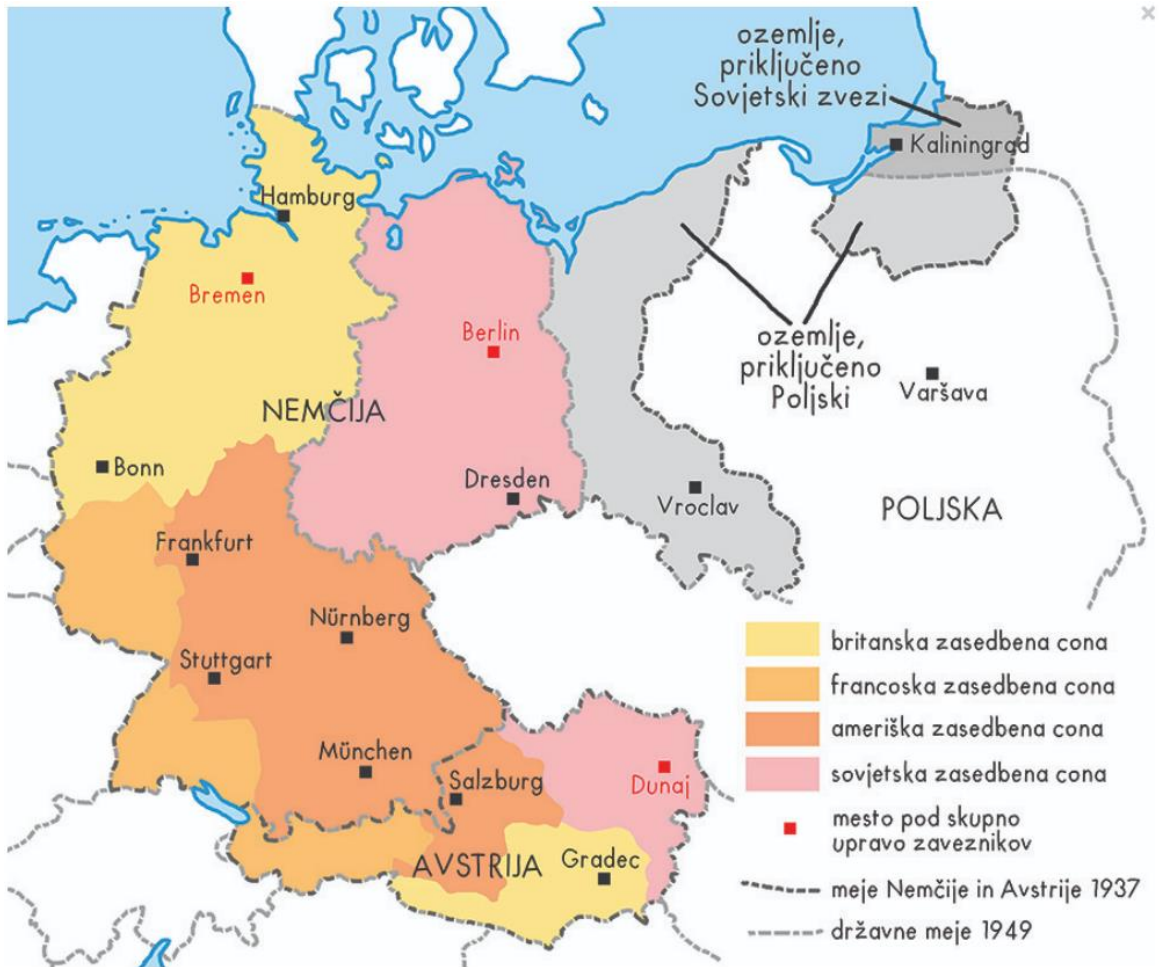 ozemlje,
priključeno
Sovjetski zvezi
Kaliningrad
Hamburg
Bremen
Berlin
ozemlje,
priključeno
Poljski
Varšava
NEMČIJA
Bonn
Dresden
Vroclav
POLJSKA
Frankfurt
Nürnberg
Stuttgart
München
Salzburg
Dunaj
AVSTRIJA
Gradec
britanska zasedbena cona
francoska zasedbena cona
ameriška zasedbena cona
sovjetska zasedbena cona
mesto pod skupno
upravo zaveznikov
meje Nemčije in Avstrije 1937
državne meje 1949